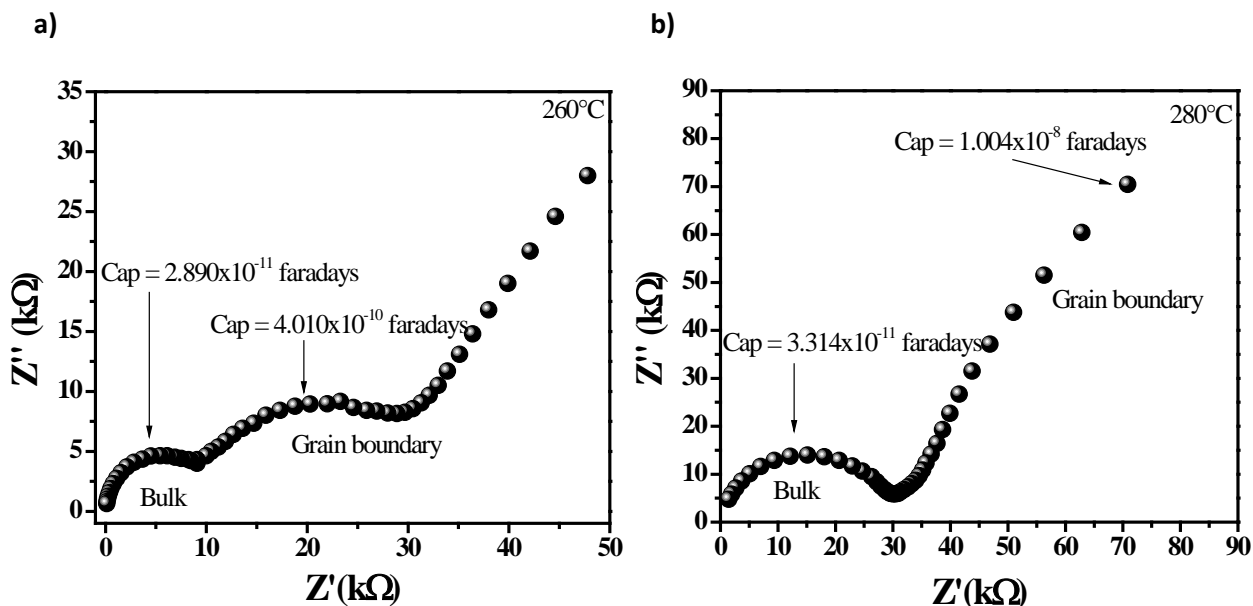 a)
35
30
25
20
15
10
5
0
Z'' (kΩ)
260°C
Cap = 2.890x10⁻¹¹ faradays
Cap = 4.010x10⁻¹⁰ faradays
Grain boundary
Bulk
0 10 20 30 40 50
Z'(kΩ)
b)
90
80
70
60
50
40
30
20
10
0
Z'' (kΩ)
280°C
Cap = 1.004x10⁻⁸ faradays
Grain boundary
Cap = 3.314x10⁻¹¹ faradays
Bulk
0 10 20 30 40 50 60 70 80 90
Z'(kΩ)